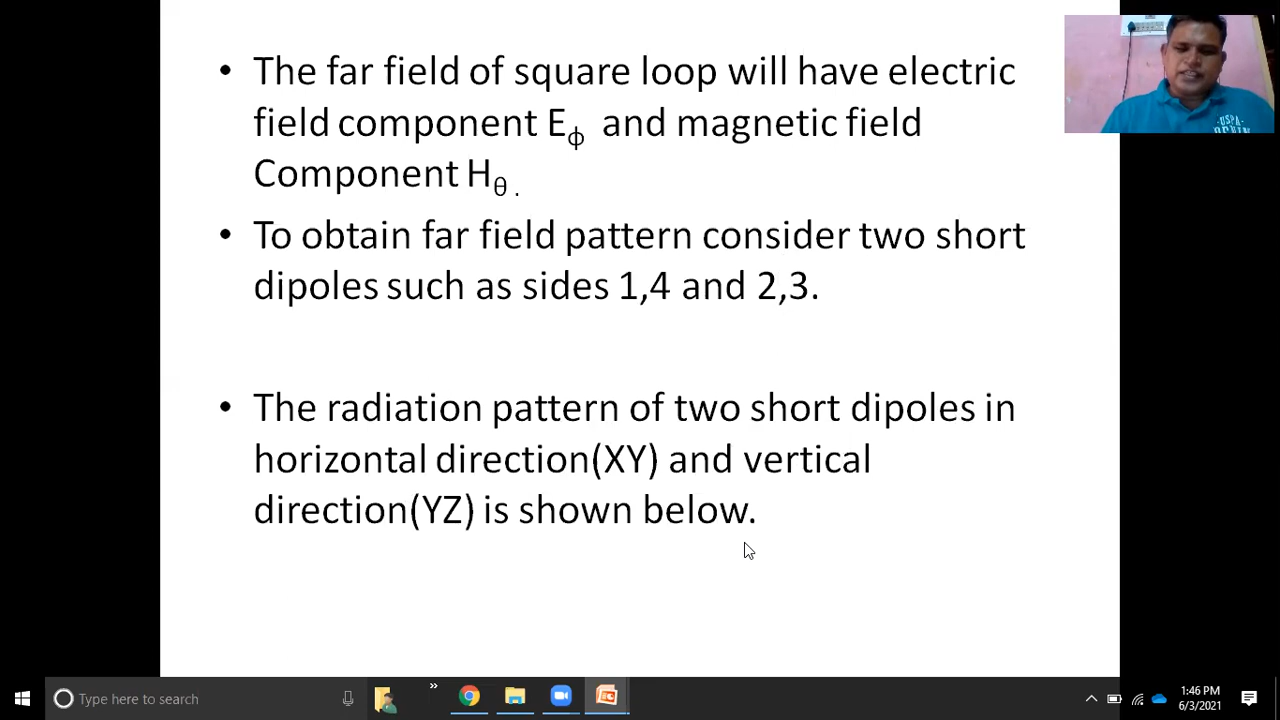 • The far field of square loop will have electric
field component Eϕ and magnetic field
Component Hθ .
• To obtain far field pattern consider two short
dipoles such as sides 1,4 and 2,3.
• The radiation pattern of two short dipoles in
horizontal direction(XY) and vertical
direction(YZ) is shown below.
USPA
DENIM
Type here to search
1:46 PM
6/3/2021